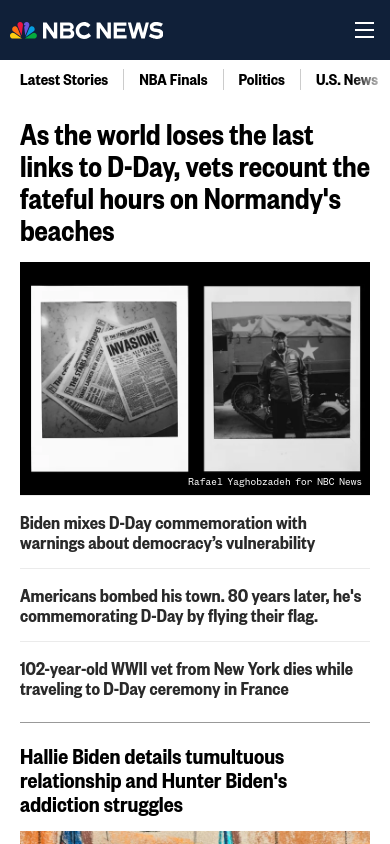 NBC NEWS
Latest Stories
NBA Finals
Politics
U.S. News
As the world loses the last
links to D-Day, vets recount the
fateful hours on Normandy's
beaches
THE STARS AND STRIPES
INVASION!
Rafael Yaghobzadeh for NBC News
Biden mixes D-Day commemoration with
warnings about democracy’s vulnerability
Americans bombed his town. 80 years later, he's
commemorating D-Day by flying their flag.
102-year-old WWII vet from New York dies while
traveling to D-Day ceremony in France
Hallie Biden details tumultuous
relationship and Hunter Biden's
addiction struggles